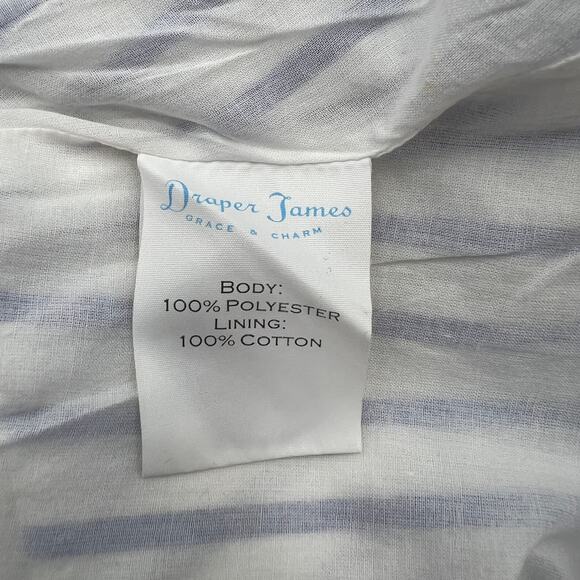 Draper James
GRACE & CHARM
BODY:
100% POLYESTER
LINING:
100% COTTON